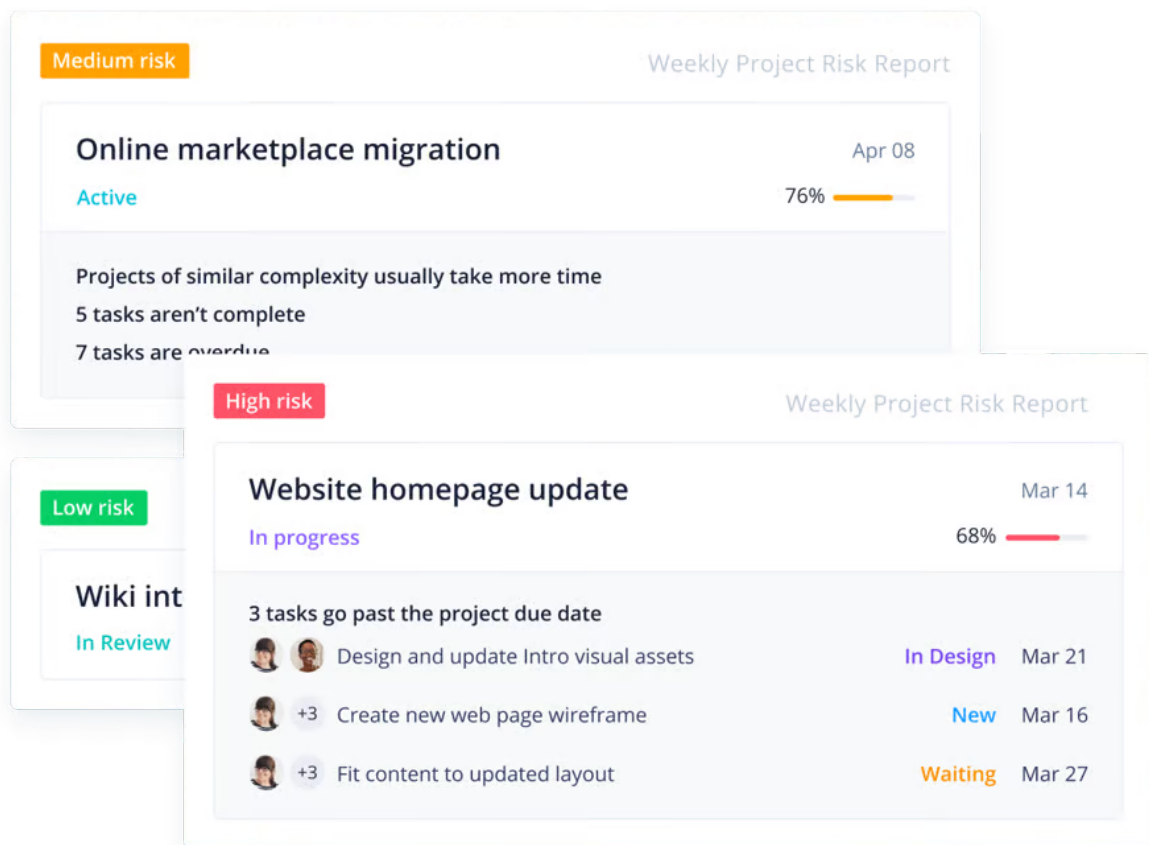 Medium risk
Weekly Project Risk Report
Online marketplace migration
Apr 08
Active
76%
Projects of similar complexity usually take more time
5 tasks aren’t complete
7 tasks are overdue
High risk
Weekly Project Risk Report
Website homepage update
Mar 14
In progress
68%
3 tasks go past the project due date
Design and update Intro visual assets In Design Mar 21
+3 Create new web page wireframe New Mar 16
+3 Fit content to updated layout Waiting Mar 27
Low risk
Wiki int
In Review